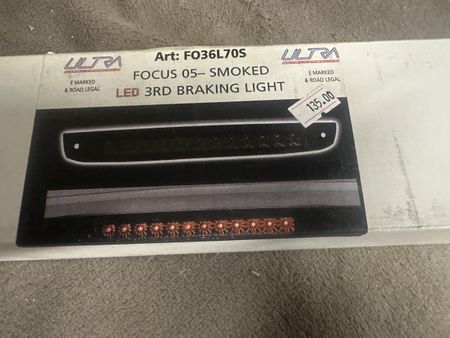 ULTRA
Art: FO36L70S
ULTRA
E MARKED
& ROAD LEGAL
FOCUS 05– SMOKED
LED 3RD BRAKING LIGHT
E MARKED
& ROAD LEGAL
135.00